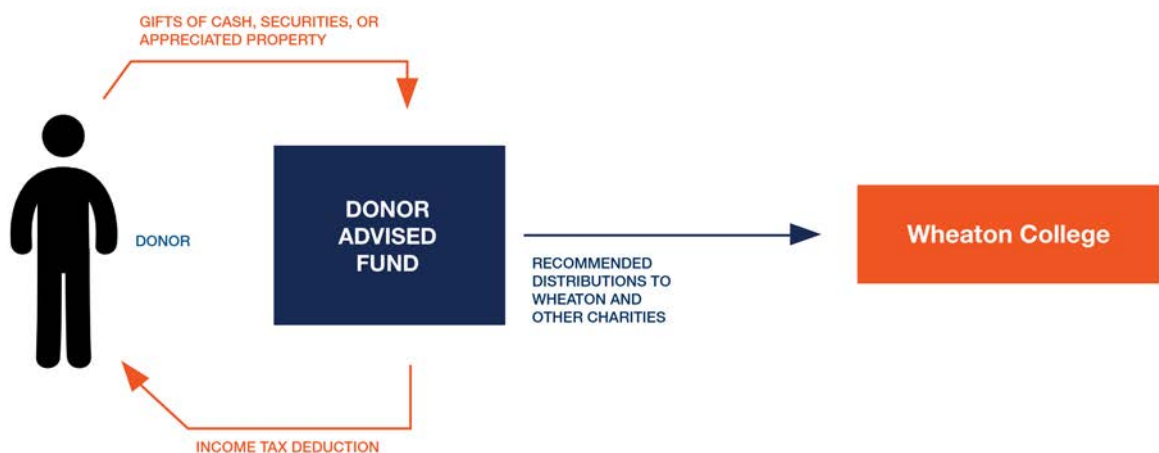 GIFTS OF CASH, SECURITIES, OR
APPRECIATED PROPERTY
DONOR
DONOR
ADVISED
FUND
Wheaton College
RECOMMENDED
DISTRIBUTIONS TO
WHEATON AND
OTHER CHARITIES
INCOME TAX DEDUCTION